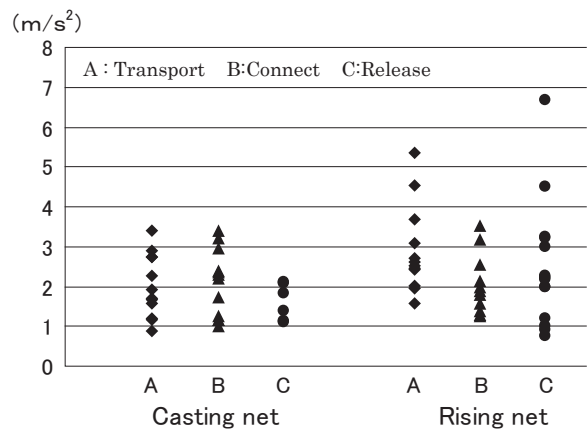 (m/s²)
8
A : Transport B:Connect C:Release
7
6
5
4
3
2
1
0
A B C A B C
Casting net Rising net